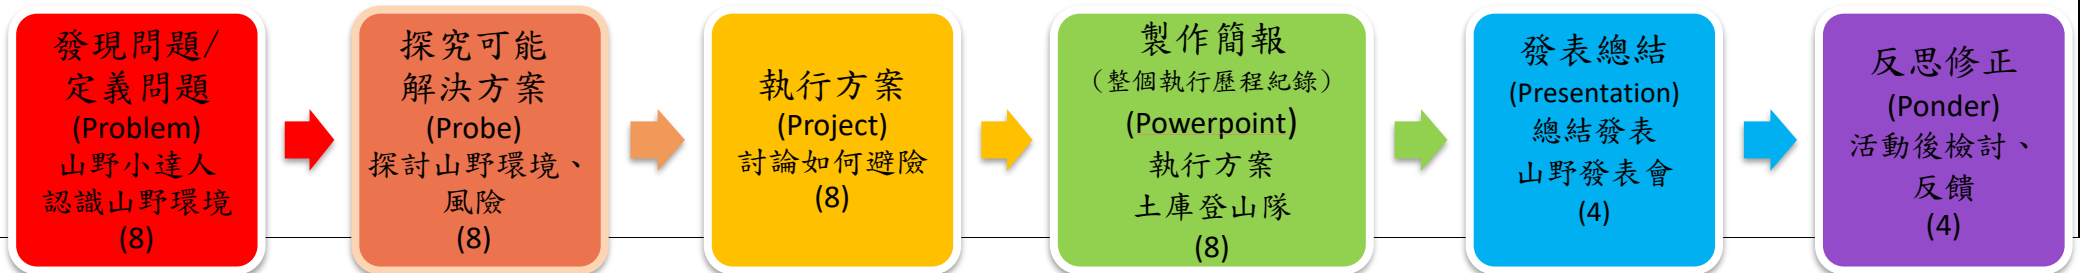 發現問題/
定義問題
(Problem)
山野小達人
認識山野環境
(8)
探究可能
解決方案
(Probe)
探討山野環境、
風險
(8)
執行方案
(Project)
討論如何避險
(8)
製作簡報
（整個執行歷程紀錄）
(Powerpoint)
執行方案
土庫登山隊
(8)
發表總結
(Presentation)
總結發表
山野發表會
(4)
反思修正
(Ponder)
活動後檢討、
反饋
(4)